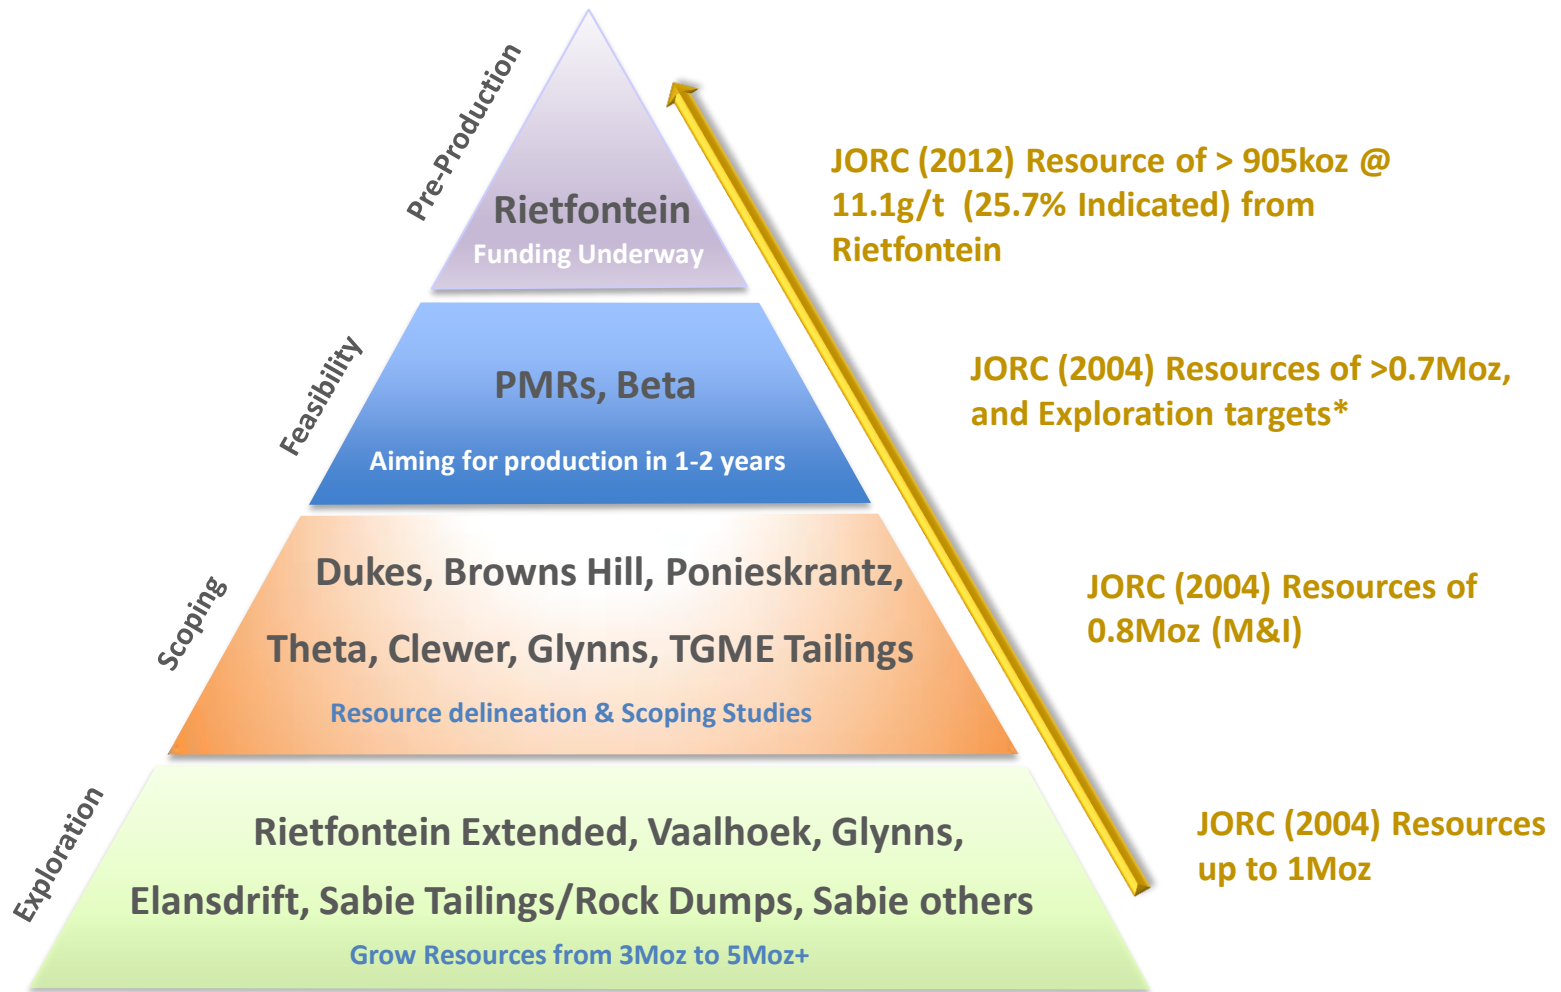 Pre-Production
Rietfontein
Funding Underway
JORC (2012) Resource of > 905koz @
11.1g/t (25.7% Indicated) from
Rietfontein
Feasibility
PMRs, Beta
Aiming for production in 1-2 years
JORC (2004) Resources of >0.7Moz,
and Exploration targets*
Scoping
Dukes, Browns Hill, Ponieskrantz,
Theta, Clewer, Glynns, TGME Tailings
Resource delineation & Scoping Studies
JORC (2004) Resources of
0.8Moz (M&I)
Exploration
Rietfontein Extended, Vaalhoek, Glynns,
Elansdrift, Sabie Tailings/Rock Dumps, Sabie others
Grow Resources from 3Moz to 5Moz+
JORC (2004) Resources
up to 1Moz